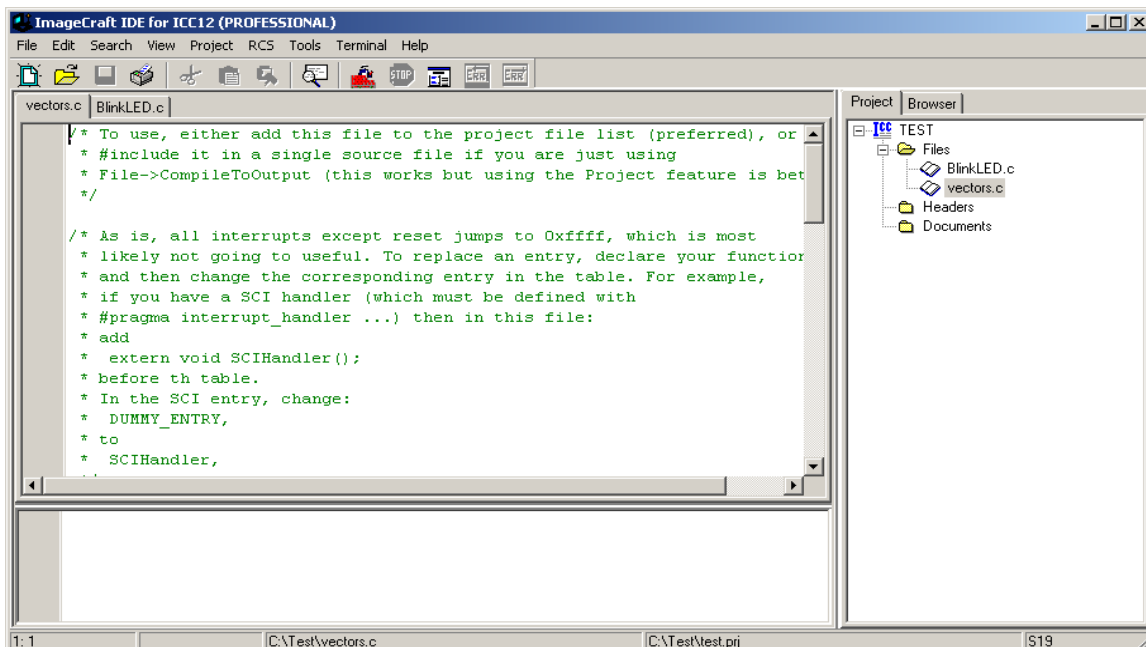 ImageCraft IDE for ICC12 (PROFESSIONAL)
File Edit Search View Project RCS Tools Terminal Help
STOP ERR ERR
vectors.c BlinkLED.c
/* To use, either add this file to the project file list (preferred), or
* #include it in a single source file if you are just using
* File->CompileToOutput (this works but using the Project feature is bet
*/
/* As is, all interrupts except reset jumps to 0xffff, which is most
* likely not going to useful. To replace an entry, declare your function
* and then change the corresponding entry in the table. For example,
* if you have a SCI handler (which must be defined with
* #pragma interrupt_handler ...) then in this file:
* add
* extern void SCIHandler();
* before th table.
* In the SCI entry, change:
* DUMMY_ENTRY,
* to
* SCIHandler,
Project Browser
ICC TEST
Files
BlinkLED.c
vectors.c
Headers
Documents
1: 1 C:\Test\vectors.c C:\Test\test.prj S19